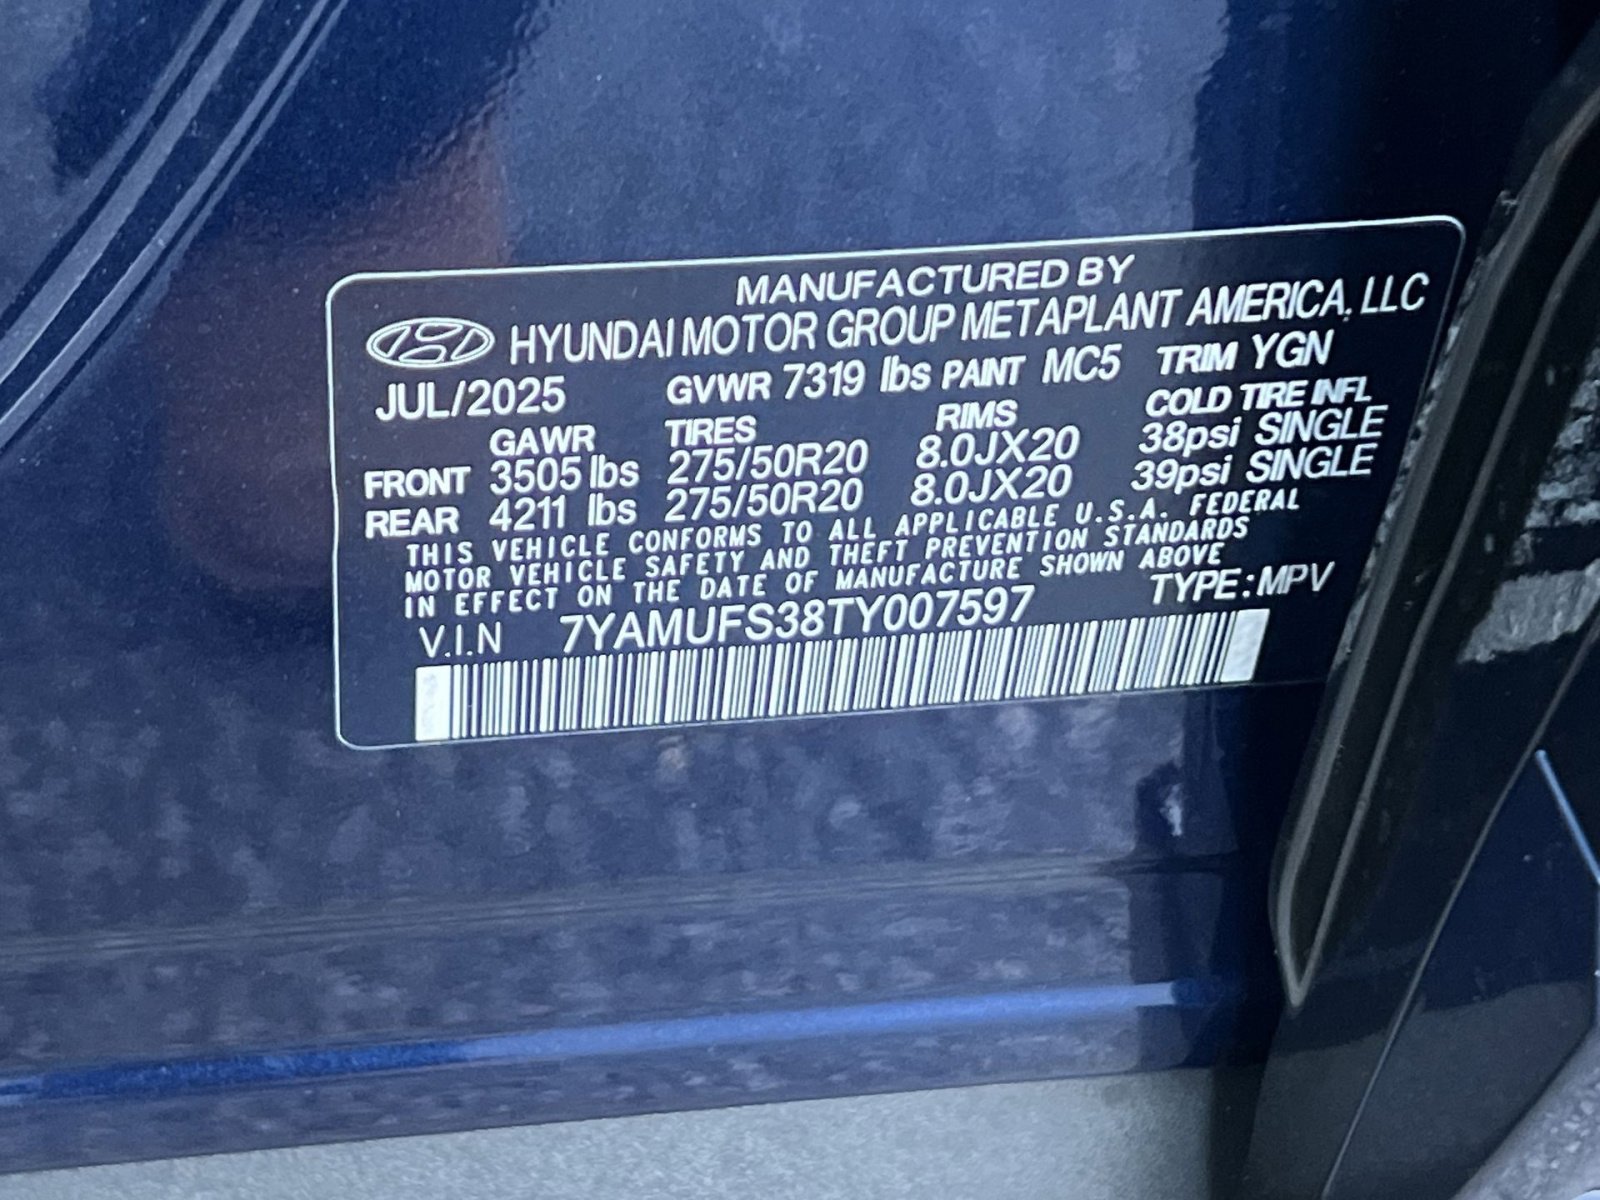 MANUFACTURED BY
HYUNDAI MOTOR GROUP METAPLANT AMERICA, LLC
JUL/2025 GVWR 7319 lbs PAINT MC5 TRIM YGN
GAWR TIRES RIMS COLD TIRE INFL
FRONT 3505 lbs 275/50R20 8.0JX20 38psi SINGLE
REAR 4211 lbs 275/50R20 8.0JX20 39psi SINGLE
THIS VEHICLE CONFORMS TO ALL APPLICABLE U.S.A. FEDERAL
MOTOR VEHICLE SAFETY AND THEFT PREVENTION STANDARDS
IN EFFECT ON THE DATE OF MANUFACTURE SHOWN ABOVE
V.I.N 7YAMUFS38TY007597 TYPE:MPV